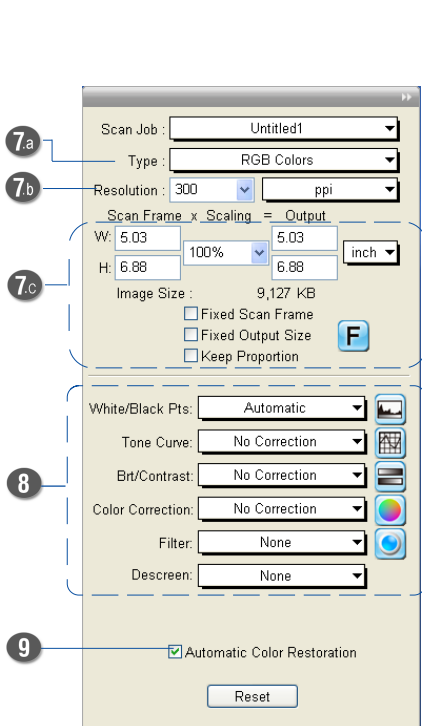 Scan Job : Untitled1
7.a
Type : RGB Colors
7.b
Resolution : 300 ppi
Scan Frame x Scaling = Output
W: 5.03 100% 5.03 inch
H: 6.88 6.88
7.c
Image Size : 9,127 KB
Fixed Scan Frame
Fixed Output Size
F
Keep Proportion
White/Black Pts: Automatic
Tone Curve: No Correction
8
Brt/Contrast: No Correction
Color Correction: No Correction
Filter: None
Descreen: None
9
Automatic Color Restoration
Reset